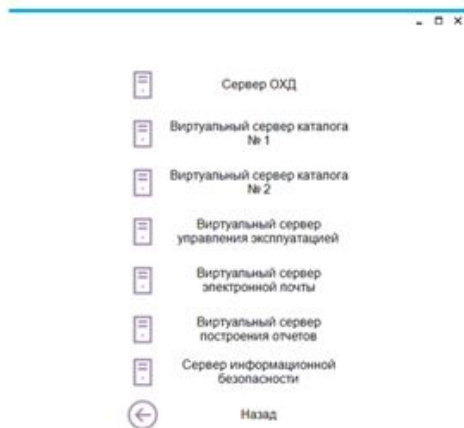 Сервер ОХД
Виртуальный сервер каталога
№ 1
Виртуальный сервер каталога
№ 2
Виртуальный сервер
управления эксплуатацией
Виртуальный сервер
электронной почты
Виртуальный сервер
построения отчетов
Сервер информационной
безопасности
Назад